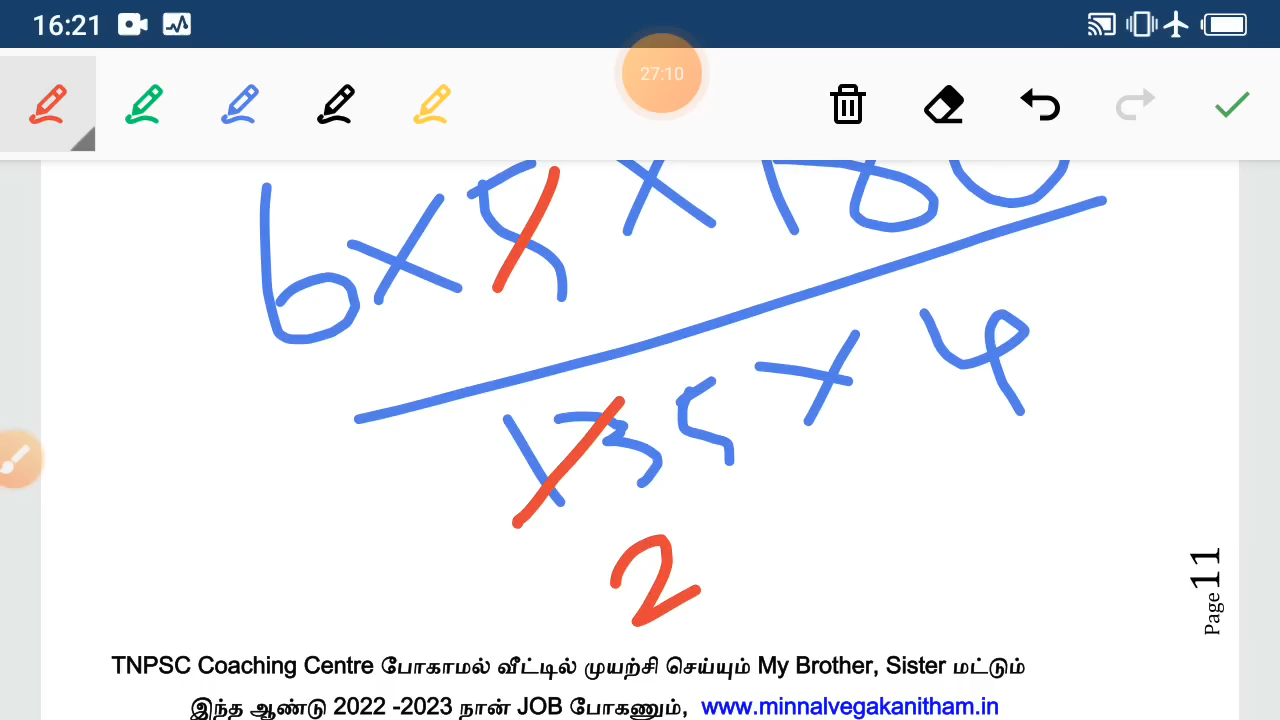 16:21
27:10
6 x 5 x 180
135 x 4
2
Page 11
TNPSC Coaching Centre போகாமல் வீட்டில் முயற்சி செய்யும் My Brother, Sister மட்டும்
இந்த ஆண்டு 2022 -2023 நான் JOB போகணும், www.minnalvegakanitham.in